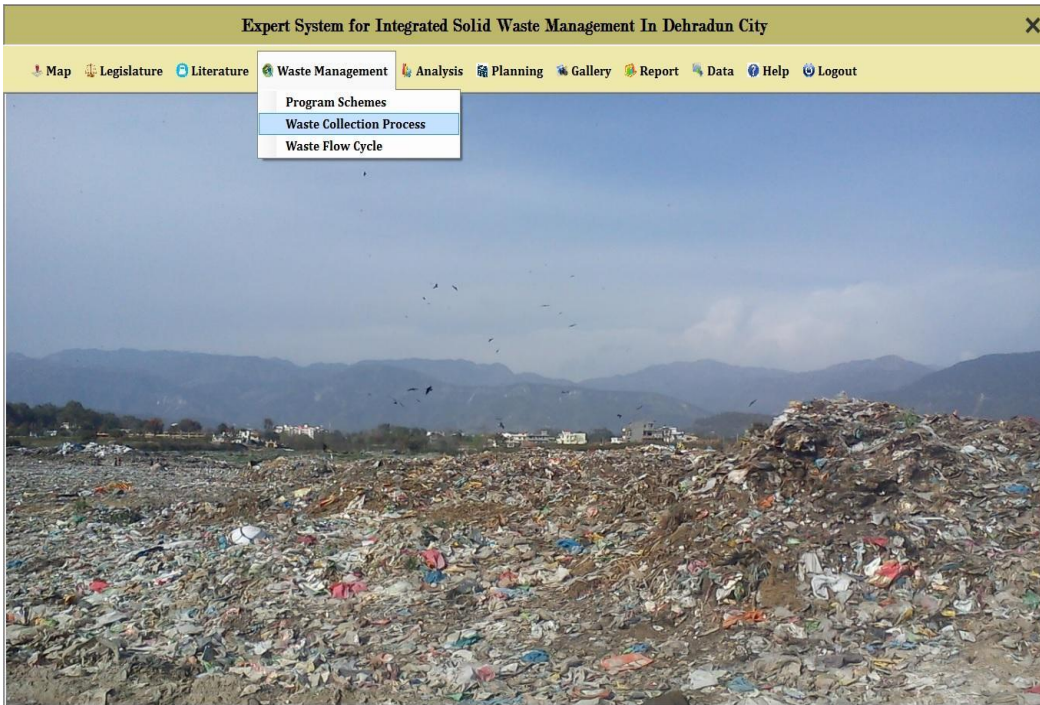 Expert System for Integrated Solid Waste Management In Dehradun City
Map Legislature Literature Waste Management Analysis Planning Gallery Report Data Help Logout
Program Schemes
Waste Collection Process
Waste Flow Cycle